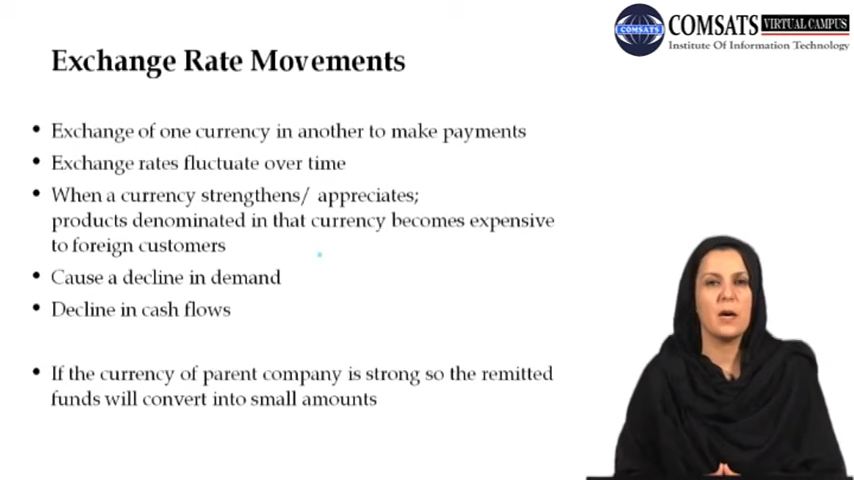 COMSATS VIRTUAL CAMPUS
COMSATS
Institute Of Information Technology
Exchange Rate Movements
• Exchange of one currency in another to make payments
• Exchange rates fluctuate over time
• When a currency strengthens/ appreciates;
products denominated in that currency becomes expensive
to foreign customers
• Cause a decline in demand
• Decline in cash flows
• If the currency of parent company is strong so the remitted
funds will convert into small amounts